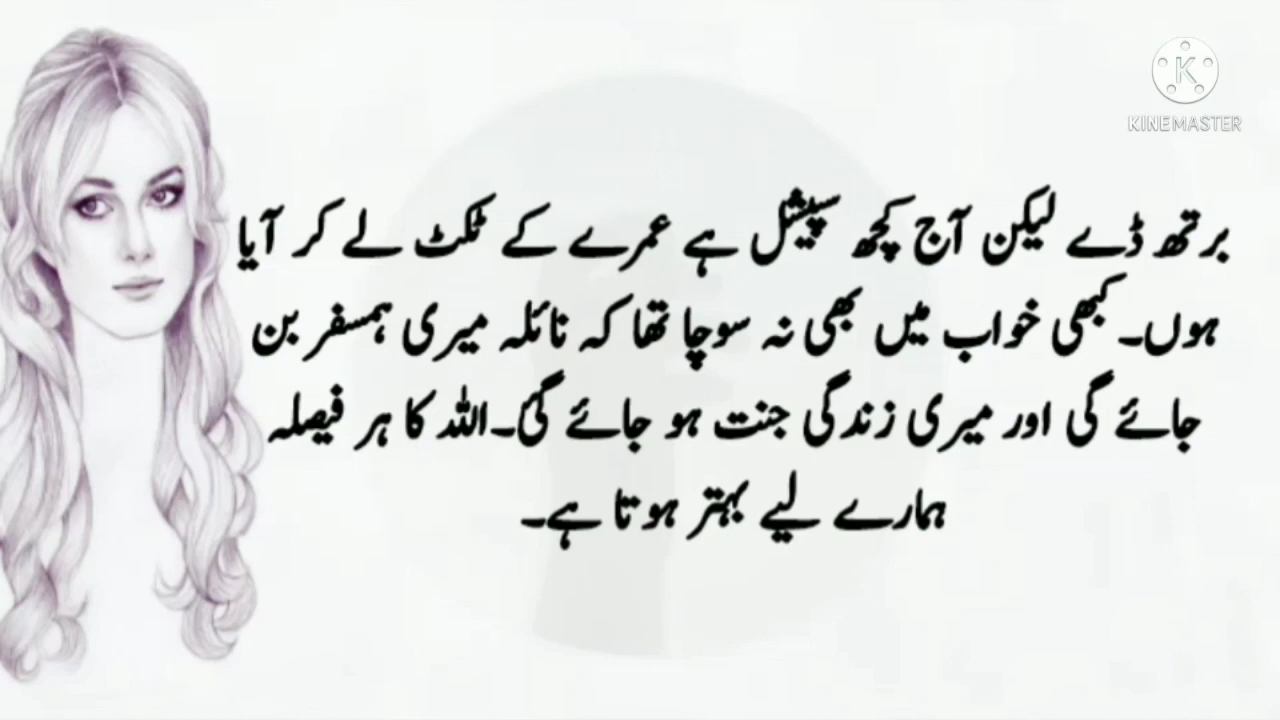 KINEMASTER
برتھ ڈے لیکن آج کچھ سپیشل ہے عمرے کے ٹکٹ لے کر آیا
ہوں۔ کبھی خواب میں بھی نہ سوچا تھا کہ نائلہ میری ہمسفر بن
جائے گی اور میری زندگی جنت ہو جائے گئی۔ اللہ کا ہر فیصلہ
ہمارے لیے بہتر ہوتا ہے۔